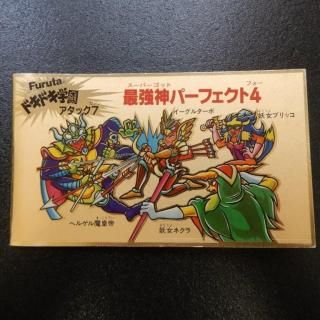 Furuta
ドキドキ学園
アタック7
スーパーゴット
フォー
最強神パーフェクト4
イーグルターボ
妖女ブリッコ
ヘルゲル魔皇帝
妖女ネクラ